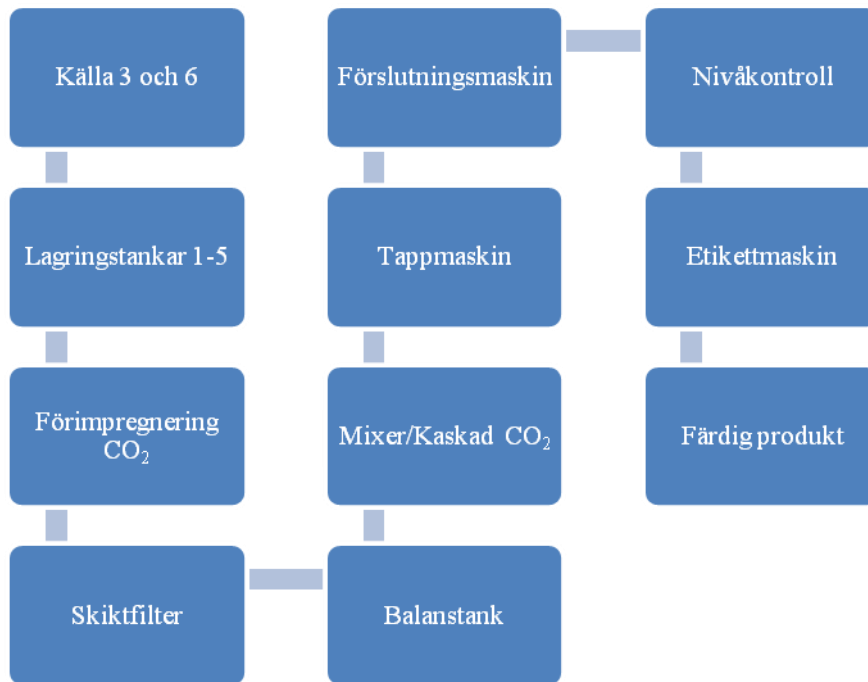 Källa 3 och 6
Lagringstankar 1-5
Förimpregnering
CO₂
Skiktfilter
Balanstank
Mixer/Kaskad CO₂
Tappmaskin
Förslutningsmaskin
Nivåkontroll
Etikettmaskin
Färdig produkt